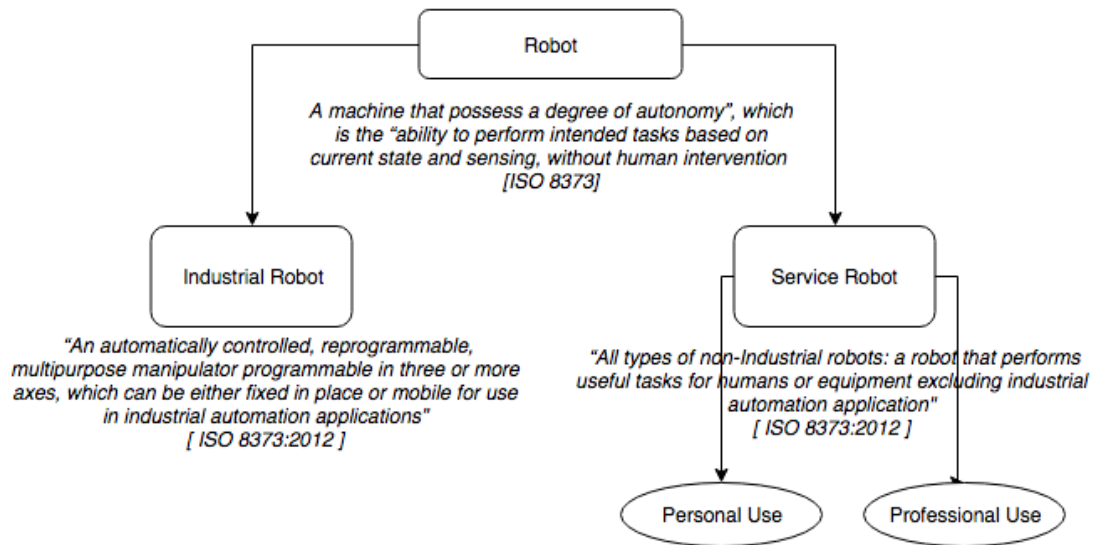 Robot
A machine that possess a degree of autonomy”, which
is the “ability to perform intended tasks based on
current state and sensing, without human intervention
[ISO 8373]
Industrial Robot
"An automatically controlled, reprogrammable,
multipurpose manipulator programmable in three or more
axes, which can be either fixed in place or mobile for use
in industrial automation applications"
[ ISO 8373:2012 ]
Service Robot
"All types of non-Industrial robots: a robot that performs
useful tasks for humans or equipment excluding industrial
automation application"
[ ISO 8373:2012 ]
Personal Use
Professional Use